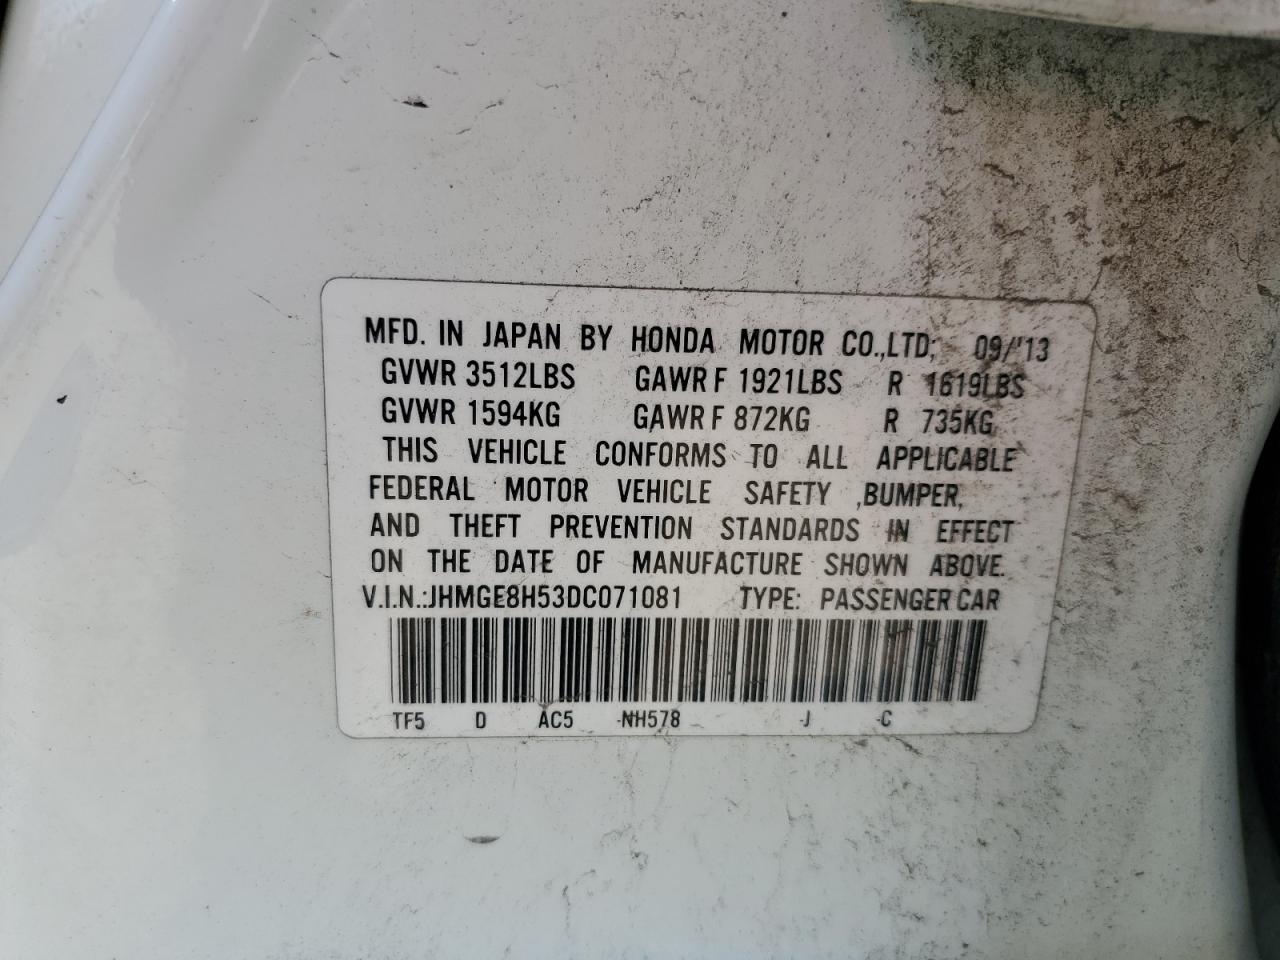 MFD. IN JAPAN BY HONDA MOTOR CO.,LTD; 09/'13
GVWR 3512LBS GAWR F 1921LBS R 1619LBS
GVWR 1594KG GAWR F 872KG R 735KG
THIS VEHICLE CONFORMS TO ALL APPLICABLE
FEDERAL MOTOR VEHICLE SAFETY ,BUMPER,
AND THEFT PREVENTION STANDARDS IN EFFECT
ON THE DATE OF MANUFACTURE SHOWN ABOVE.
V.I.N.:JHMGE8H53DC071081 TYPE: PASSENGER CAR
TF5 D AC5 -NH578 -J -C